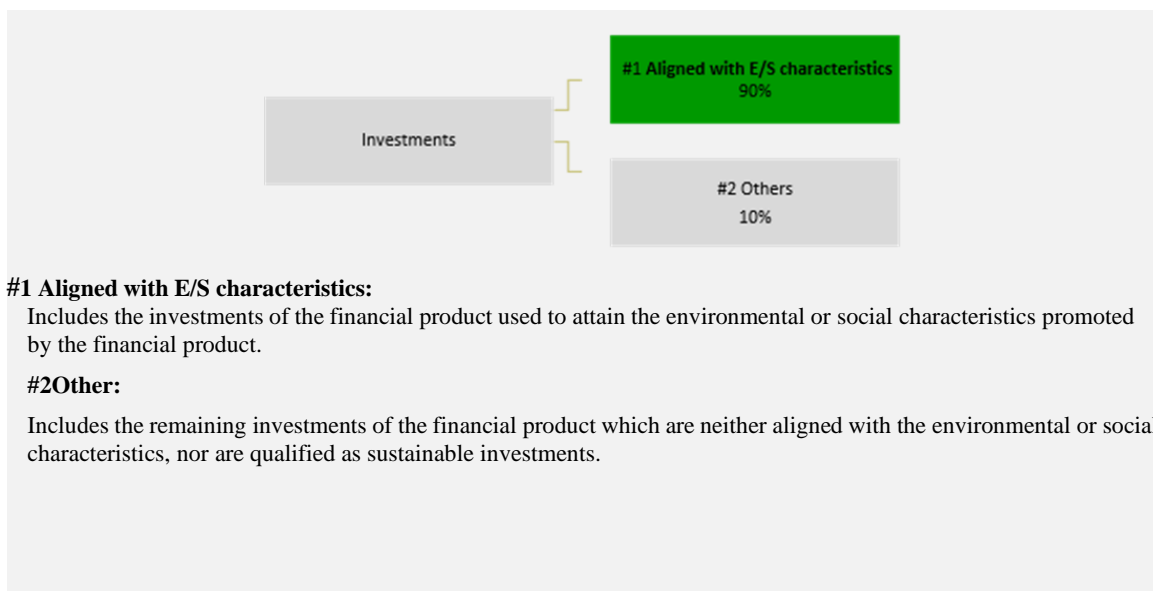 #1 Aligned with E/S characteristics
90%
Investments
#2 Others
10%
#1 Aligned with E/S characteristics:
Includes the investments of the financial product used to attain the environmental or social characteristics promoted
by the financial product.
#2Other:
Includes the remaining investments of the financial product which are neither aligned with the environmental or social
characteristics, nor are qualified as sustainable investments.